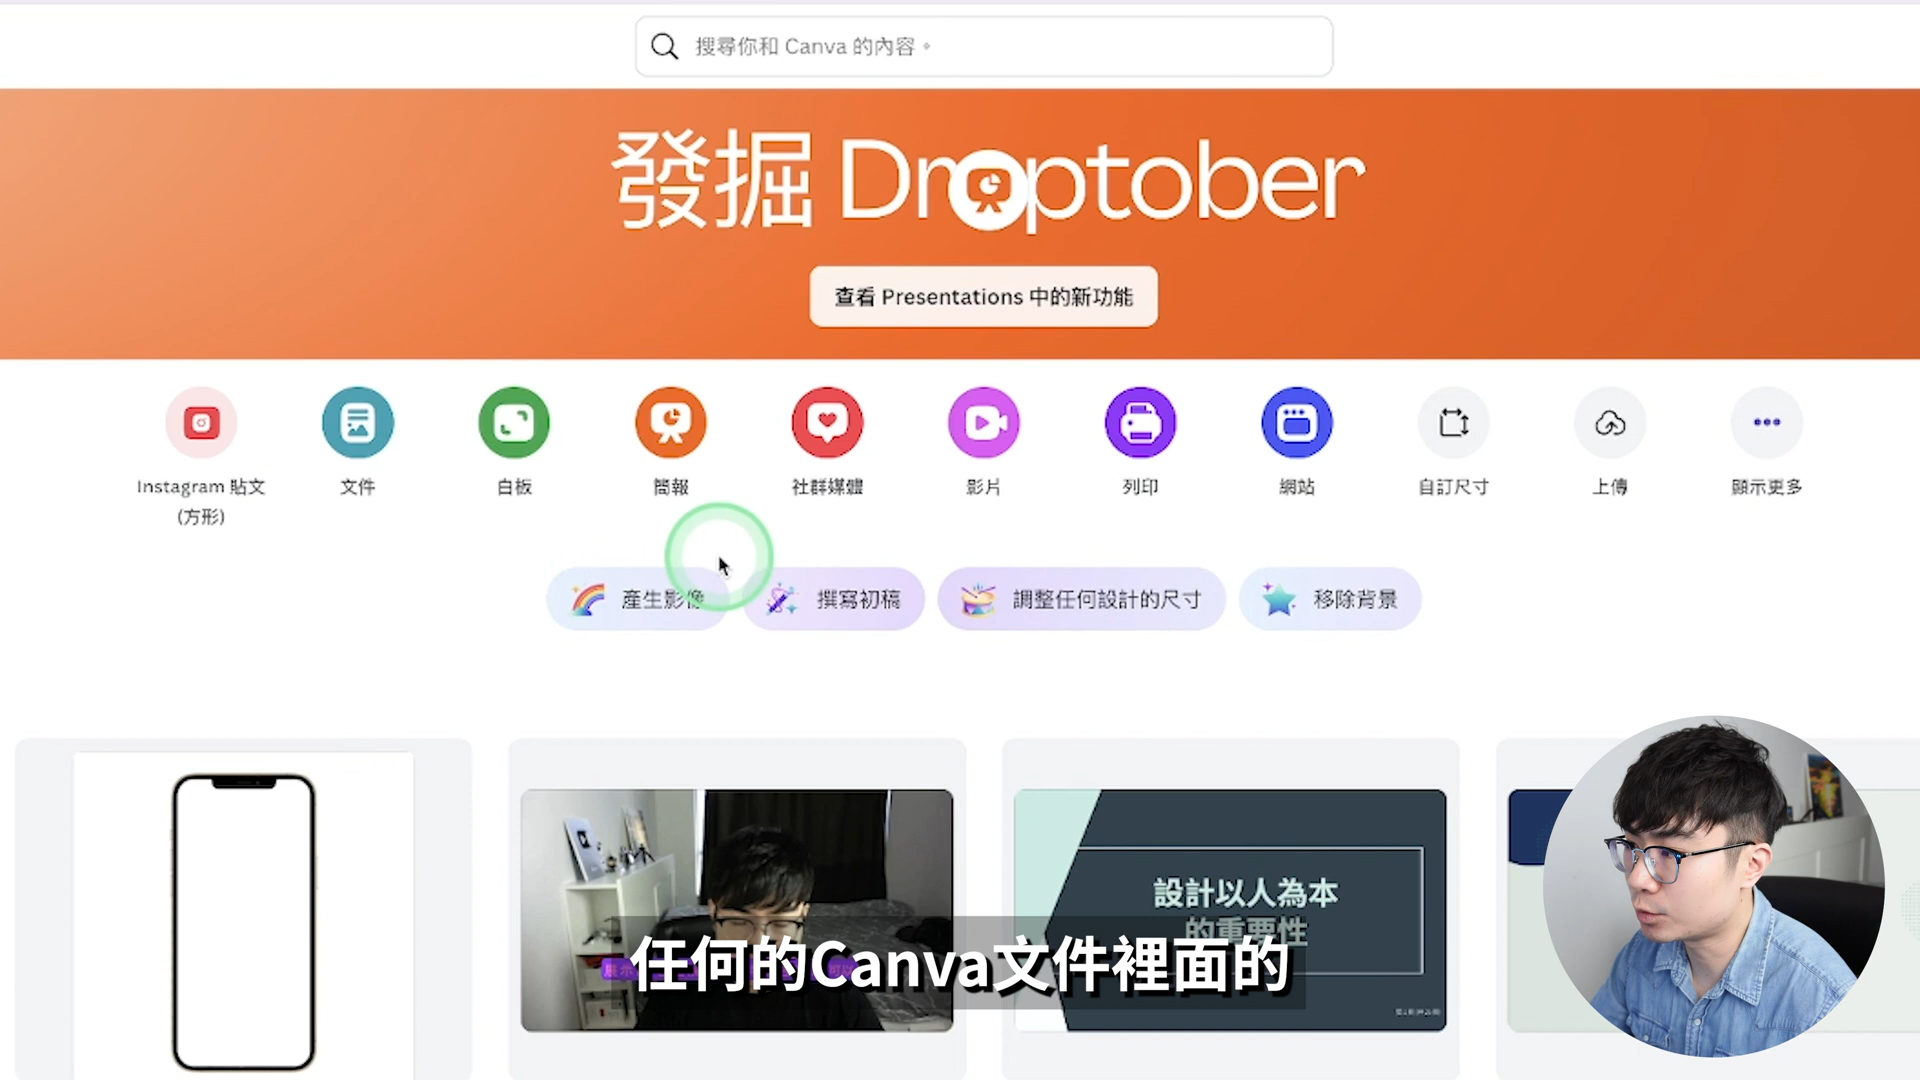 搜尋你和 Canva 的內容。
發掘 Droptober
查看 Presentations 中的新功能
Instagram 貼文
(方形)
文件
白板
簡報
社群媒體
影片
列印
網站
自訂尺寸
上傳
顯示更多
產生影像
撰寫初稿
調整任何設計的尺寸
移除背景
設計以人為本
的重要性
任何的Canva文件裡面的